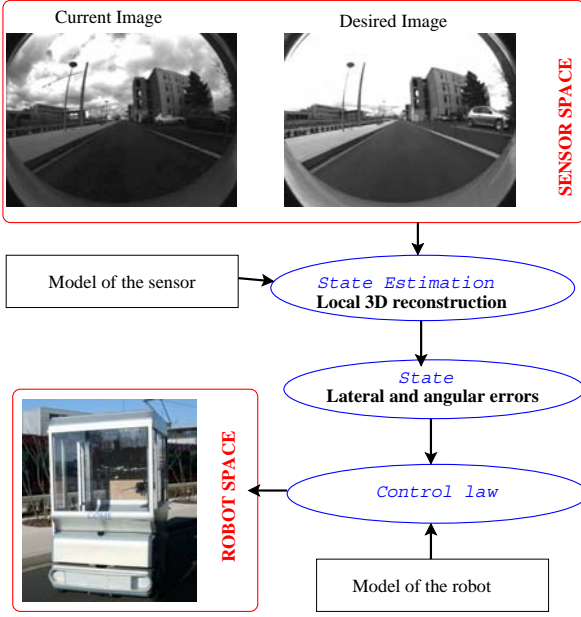 Current Image
Desired Image
SENSOR SPACE
Model of the sensor
State Estimation
Local 3D reconstruction
State
Lateral and angular errors
ROBOT SPACE
Control law
Model of the robot